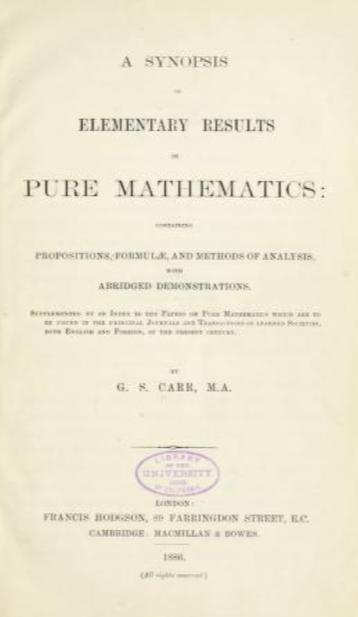 A SYNOPSIS
OF
ELEMENTARY RESULTS
IN
PURE MATHEMATICS:
CONTAINING
PROPOSITIONS, FORMULÆ, AND METHODS OF ANALYSIS,
WITH
ABRIDGED DEMONSTRATIONS.
SUPPLEMENTED BY AN INDEX TO THE PAPERS ON PURE MATHEMATICS WHICH ARE TO
BE FOUND IN THE PRINCIPAL JOURNALS AND TRANSACTIONS OF LEARNED SOCIETIES,
BOTH ENGLISH AND FOREIGN, OF THE PRESENT CENTURY.
BY
G. S. CARR, M.A.
LIBRARY
OF THE
UNIVERSITY
LONDON:
FRANCIS HODGSON, 89 FARRINGDON STREET, E.C.
CAMBRIDGE: MACMILLAN & BOWES.
1886.
(All rights reserved)